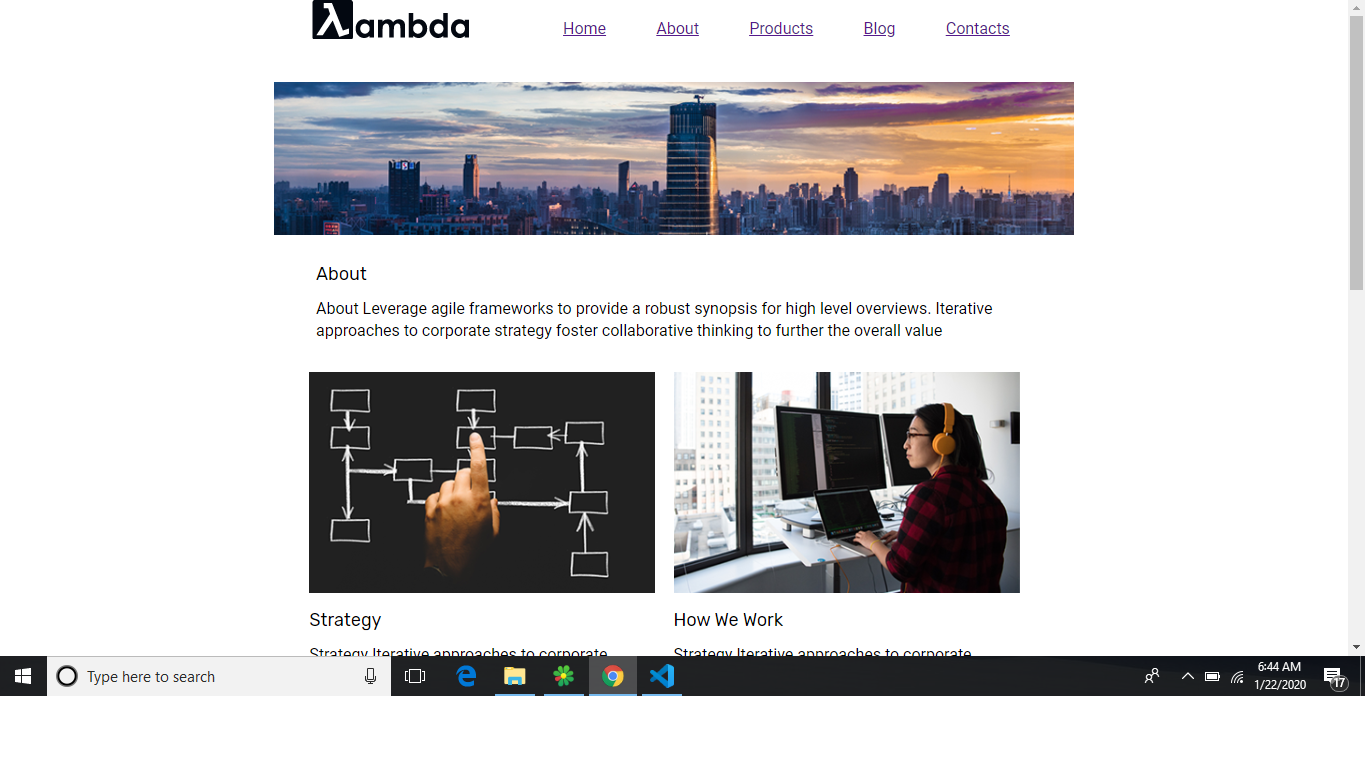 λambda
Home About Products Blog Contacts
About
About Leverage agile frameworks to provide a robust synopsis for high level overviews. Iterative
approaches to corporate strategy foster collaborative thinking to further the overall value
Strategy
How We Work
Strategy Iterative approaches to corporate
Strategy Iterative approaches to corporate
Type here to search
6:44 AM
1/22/2020
17